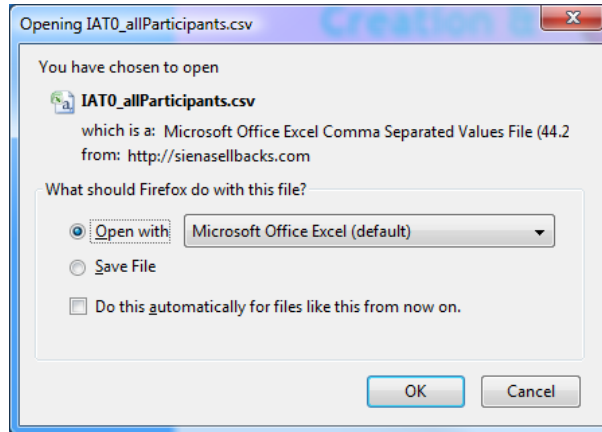 Opening IAT0_allParticipants.csv
Creation &
You have chosen to open
IAT0_allParticipants.csv
which is a: Microsoft Office Excel Comma Separated Values File (44.2
from: http://sienasellbacks.com
What should Firefox do with this file?
Open with
Microsoft Office Excel (default)
Save File
Do this automatically for files like this from now on.
OK
Cancel